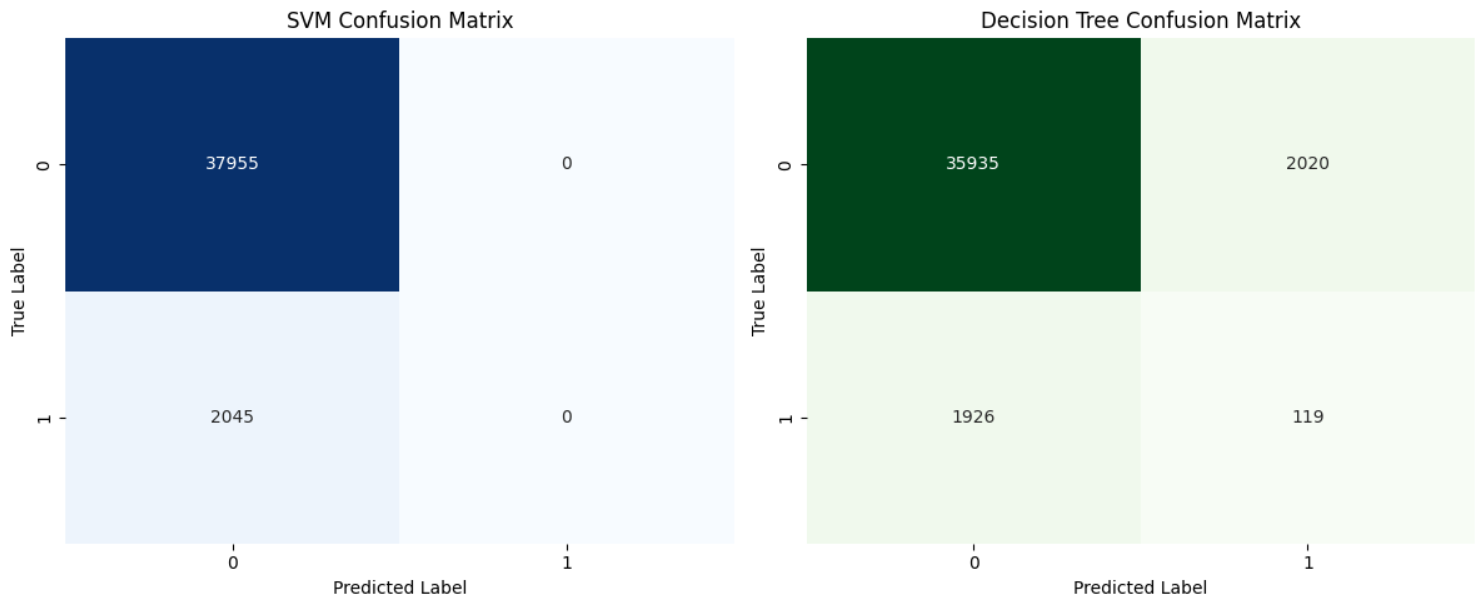 SVM Confusion Matrix
True Label
0
37955
0
1
2045
0
0
1
Predicted Label
Decision Tree Confusion Matrix
True Label
0
35935
2020
1
1926
119
0
1
Predicted Label